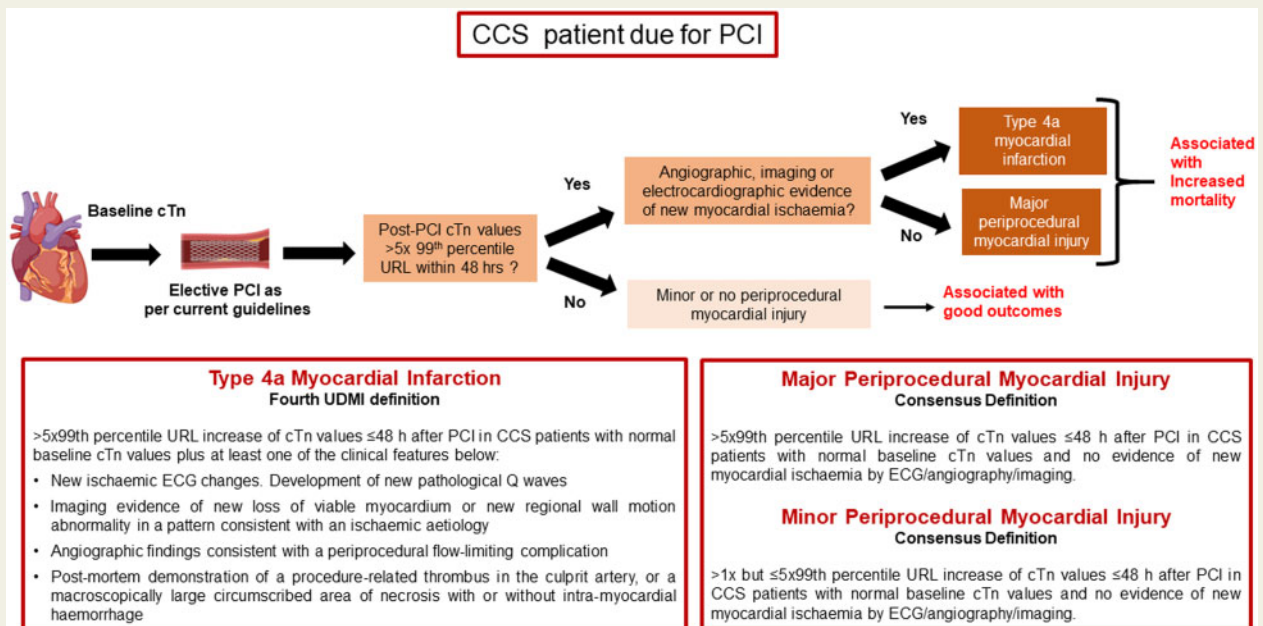 CCS patient due for PCI
Baseline cTn
Elective PCI as
per current guidelines
Post-PCI cTn values
>5x 99th percentile
URL within 48 hrs ?
Yes
No
Angiographic, imaging or
electrocardiographic evidence
of new myocardial ischaemia?
Minor or no periprocedural
myocardial injury
Yes
No
Type 4a
myocardial
infarction
Major
periprocedural
myocardial injury
Associated
with
Increased
mortality
Associated with
good outcomes
Type 4a Myocardial Infarction
Fourth UDMI definition
>5x99th percentile URL increase of cTn values ≤48 h after PCI in CCS patients with normal
baseline cTn values plus at least one of the clinical features below:
• New ischaemic ECG changes. Development of new pathological Q waves
• Imaging evidence of new loss of viable myocardium or new regional wall motion
abnormality in a pattern consistent with an ischaemic aetiology
• Angiographic findings consistent with a periprocedural flow-limiting complication
• Post-mortem demonstration of a procedure-related thrombus in the culprit artery, or a
macroscopically large circumscribed area of necrosis with or without intra-myocardial
haemorrhage
Major Periprocedural Myocardial Injury
Consensus Definition
>5x99th percentile URL increase of cTn values ≤48 h after PCI in CCS
patients with normal baseline cTn values and no evidence of new
myocardial ischaemia by ECG/angiography/imaging.
Minor Periprocedural Myocardial Injury
Consensus Definition
>1x but ≤5x99th percentile URL increase of cTn values ≤48 h after PCI in
CCS patients with normal baseline cTn values and no evidence of new
myocardial ischaemia by ECG/angiography/imaging.